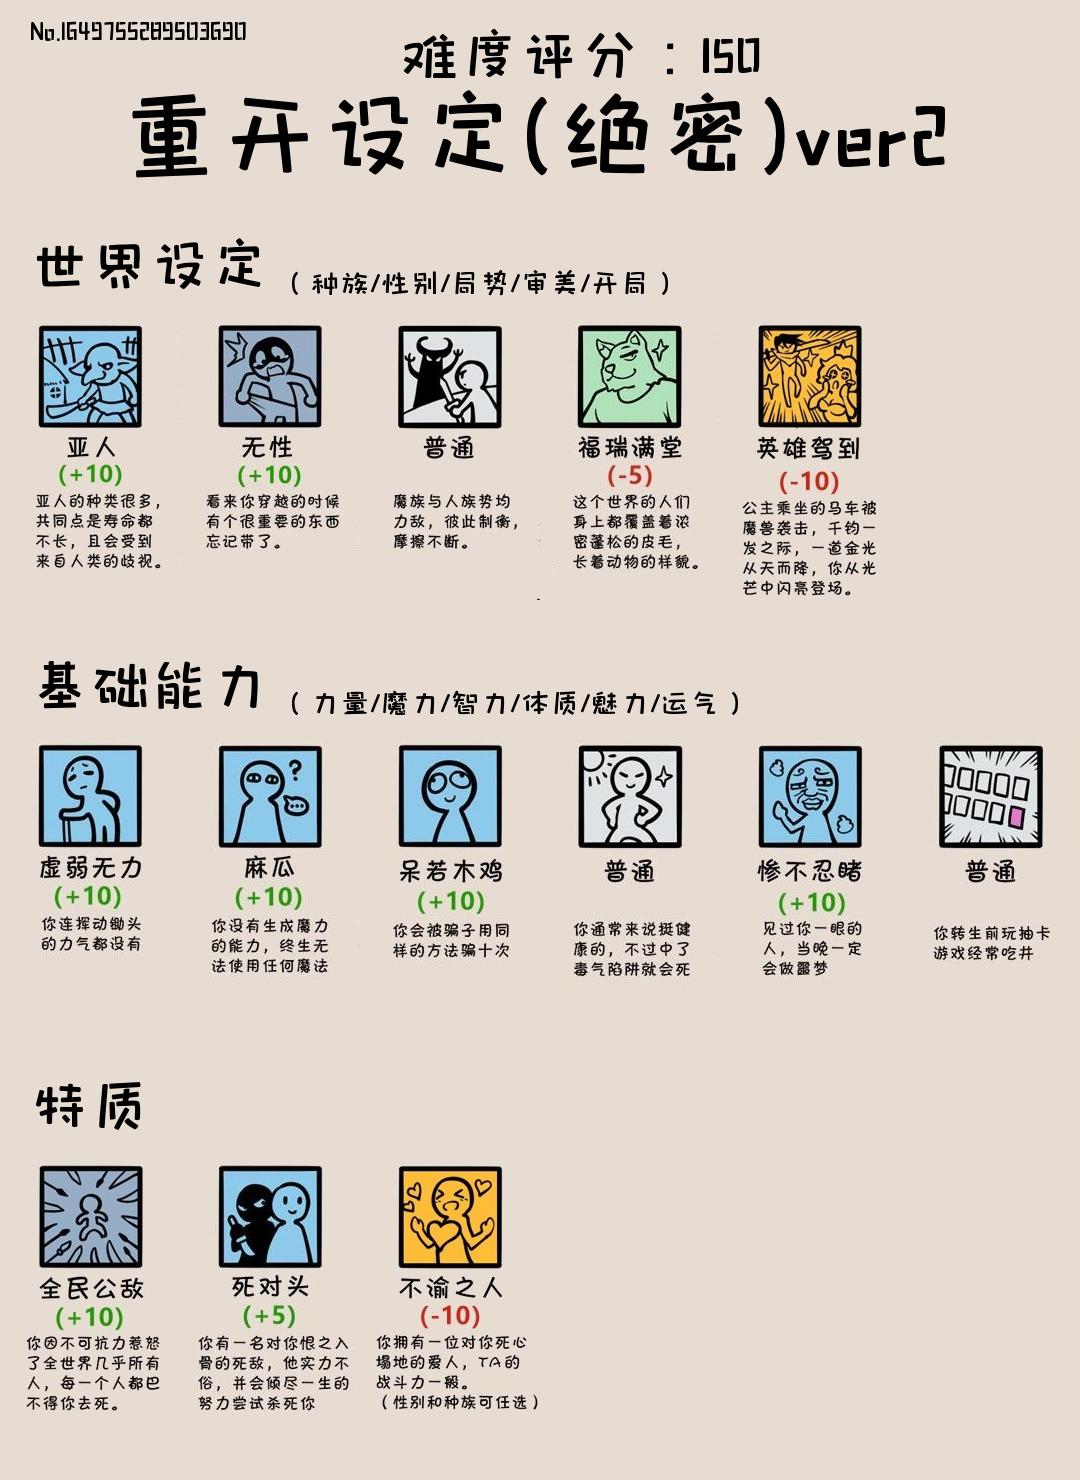 No.1649755289503690
难度评分：150
重开设定(绝密)ver2
世界设定（种族/性别/局势/审美/开局）
亚人
(+10)
亚人的种类很多，
共同点是寿命都
不长，且会受到
来自人类的歧视。
无性
(+10)
看来你穿越的时候
有个很重要的东西
忘记带了。
普通
魔族与人族势均
力敌，彼此制衡，
摩擦不断。
福瑞满堂
(-5)
这个世界的人们
身上都覆盖着浓
密蓬松的皮毛，
长着动物的样貌。
英雄驾到
(-10)
公主乘坐的马车被
魔兽袭击，千钧一
发之际，一道金光
从天而降，你从光
芒中闪亮登场。
基础能力（力量/魔力/智力/体质/魅力/运气）
虚弱无力
(+10)
你连挥动锄头
的力气都没有
麻瓜
(+10)
你没有生成魔力
的能力，终生无
法使用任何魔法
呆若木鸡
(+10)
你会被骗子用同
样的方法骗十次
普通
你通常来说挺健
康的，不过中了
毒气陷阱就会死
惨不忍睹
(+10)
见过你一眼的
人，当晚一定
会做噩梦
普通
你转生前玩抽卡
游戏经常吃井
特质
全民公敌
(+10)
你因不可抗力惹怒
了全世界几乎所有
人，每一个人都巴
不得你去死。
死对头
(+5)
你有一名对你恨之入
骨的死敌，他实力不
俗，并会倾尽一生的
努力尝试杀死你
不渝之人
(-10)
你拥有一位对你死心
塌地的爱人，TA的
战斗力一般。
（性别和种族可任选）